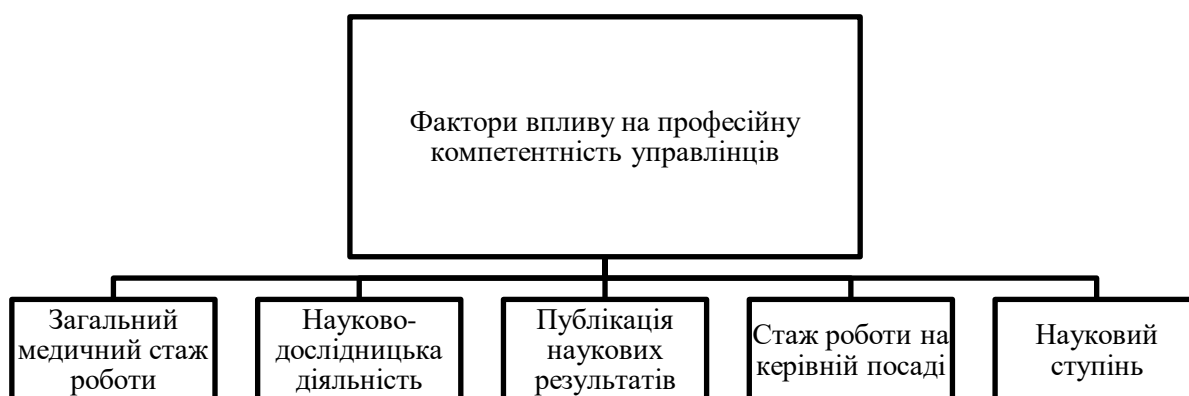 Фактори впливу на професійну
компетентність управлінців
Загальний
медичний стаж
роботи
Науково-
дослідницька
діяльність
Публікація
наукових
результатів
Стаж роботи на
керівній посаді
Науковий
ступінь